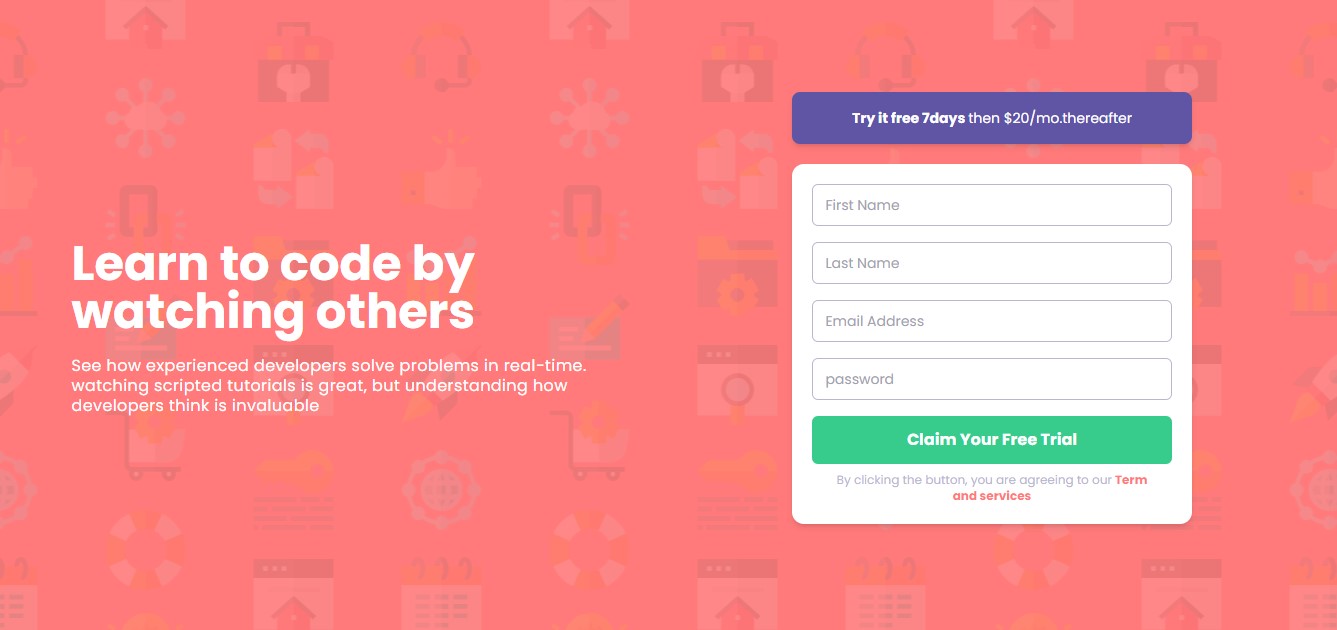 Learn to code by
watching others
See how experienced developers solve problems in real-time.
watching scripted tutorials is great, but understanding how
developers think is invaluable
Try it free 7days then $20/mo.thereafter
First Name
Last Name
Email Address
password
Claim Your Free Trial
By clicking the button, you are agreeing to our Term
and services